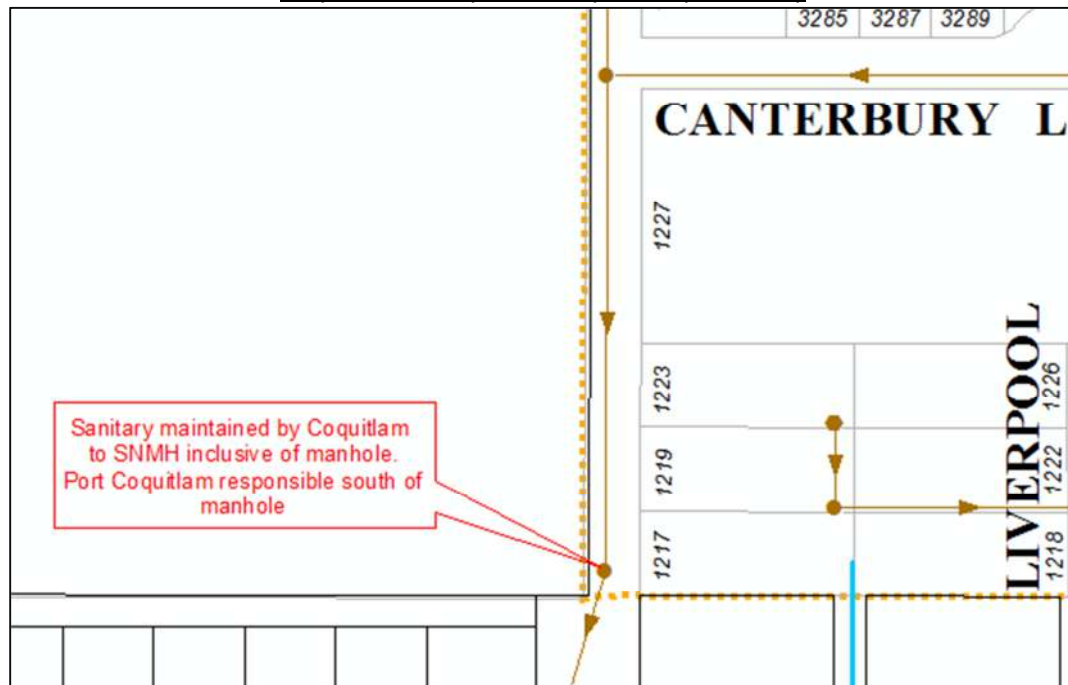 3285 3287 3289
CANTERBURY L
1227
LIVERPOOL
1223
1226
Sanitary maintained by Coquitlam
to SNMH inclusive of manhole.
Port Coquitlam responsible south of
manhole
1219
1222
1217
1218